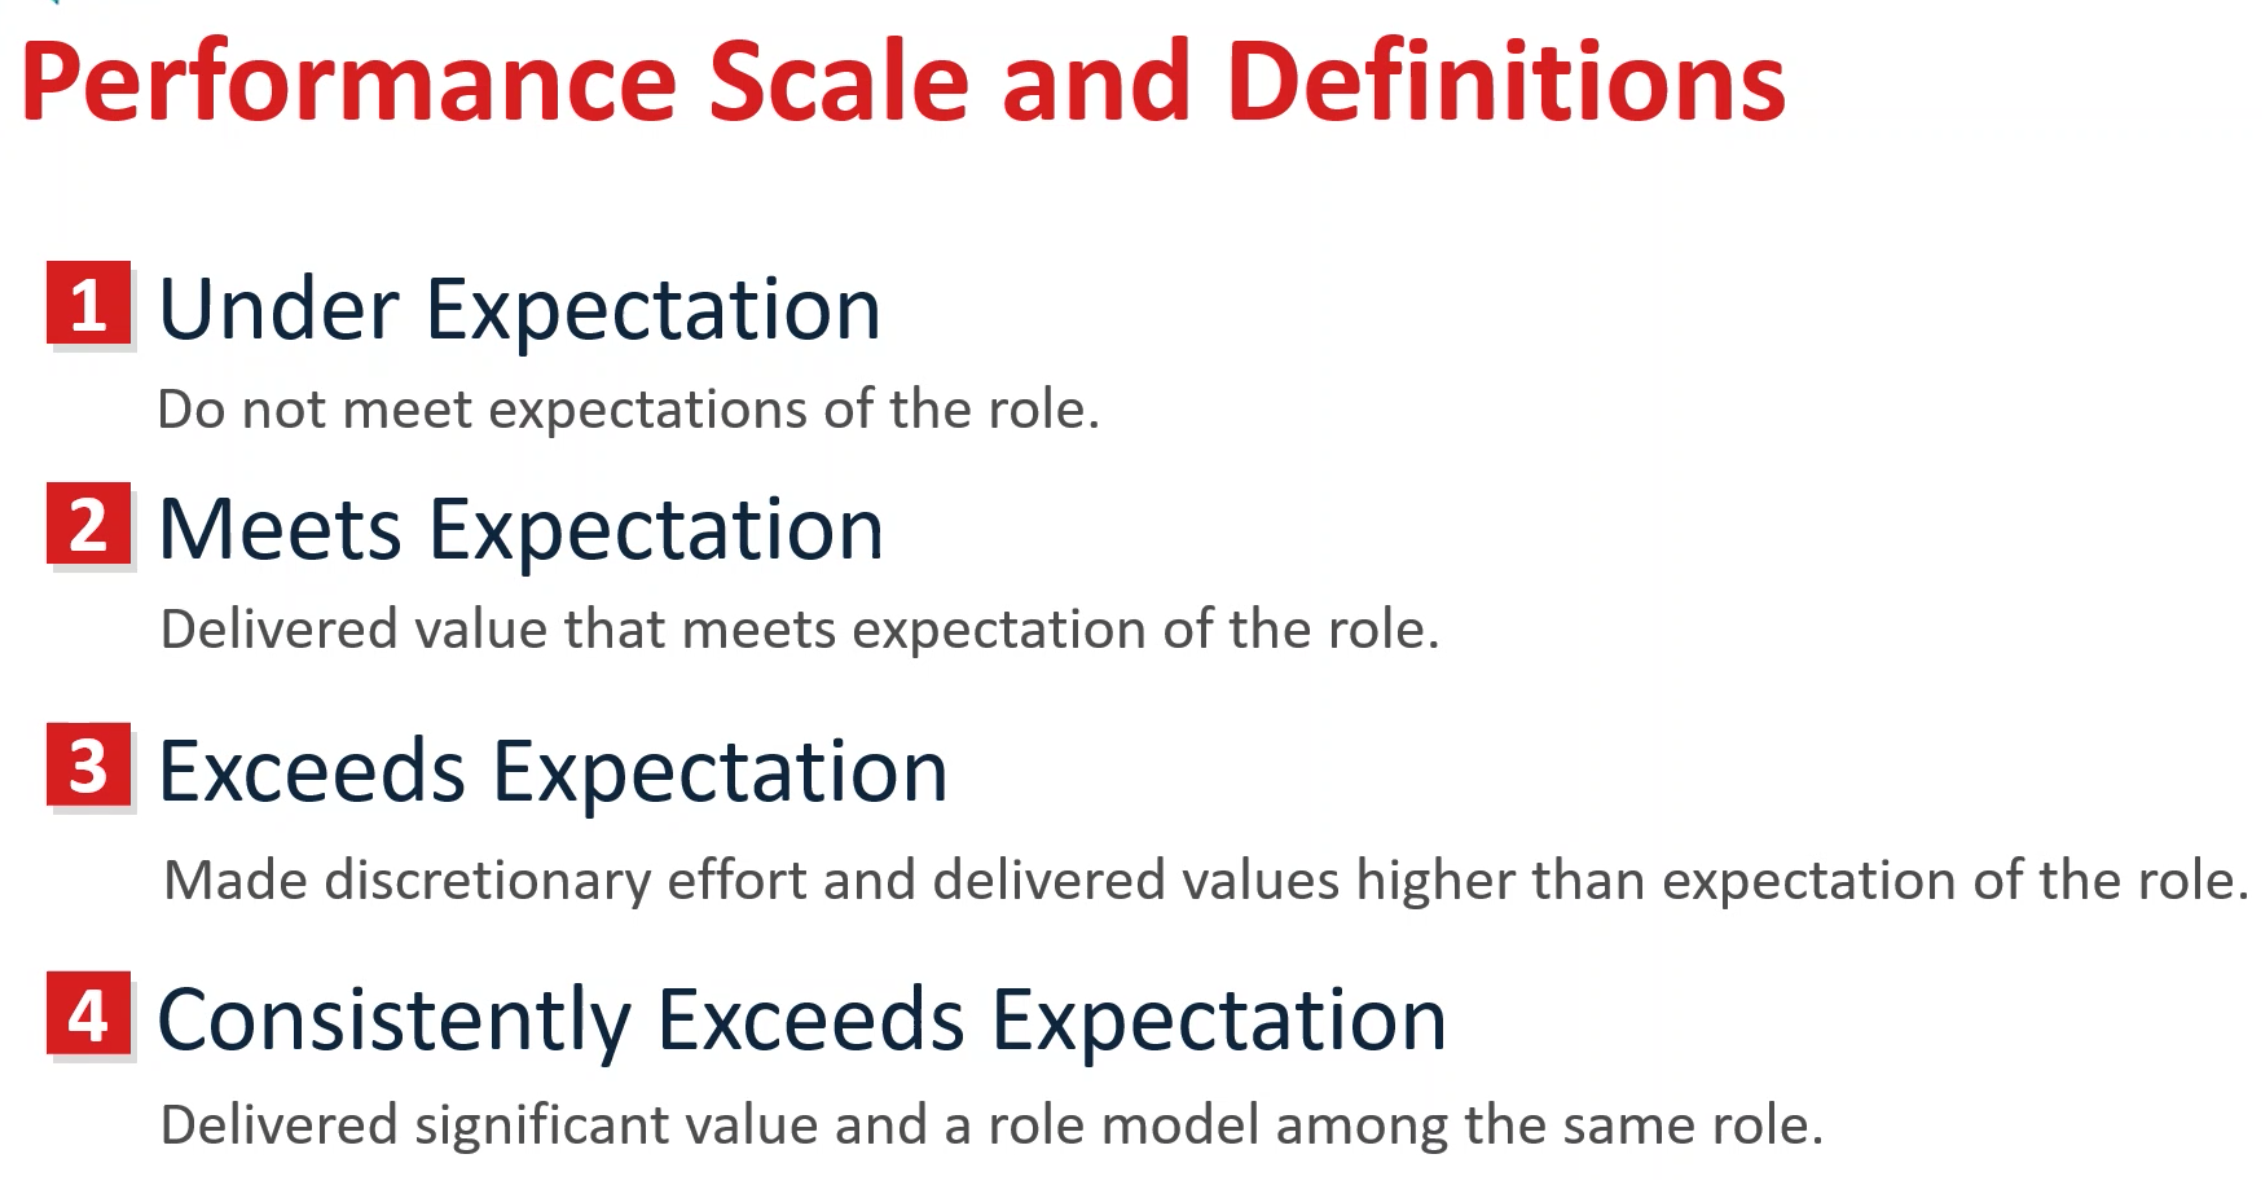 Performance Scale and Definitions
1 Under Expectation
Do not meet expectations of the role.
2 Meets Expectation
Delivered value that meets expectation of the role.
3 Exceeds Expectation
Made discretionary effort and delivered values higher than expectation of the role.
4 Consistently Exceeds Expectation
Delivered significant value and a role model among the same role.